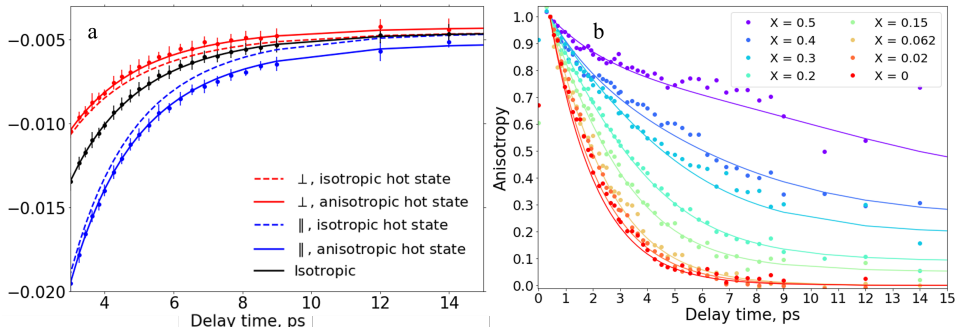 a
−0.005
−0.010
−0.015
−0.020
4
6
8
10
12
14
Delay time, ps
⊥, isotropic hot state
⊥, anisotropic hot state
∥, isotropic hot state
∥, anisotropic hot state
Isotropic
b
Anisotropy
1.0
0.9
0.8
0.7
0.6
0.5
0.4
0.3
0.2
0.1
0.0
0 1 2 3 4 5 6 7 8 9 10 11 12 13 14 15
Delay time, ps
X = 0.5
X = 0.4
X = 0.3
X = 0.2
X = 0.15
X = 0.062
X = 0.02
X = 0